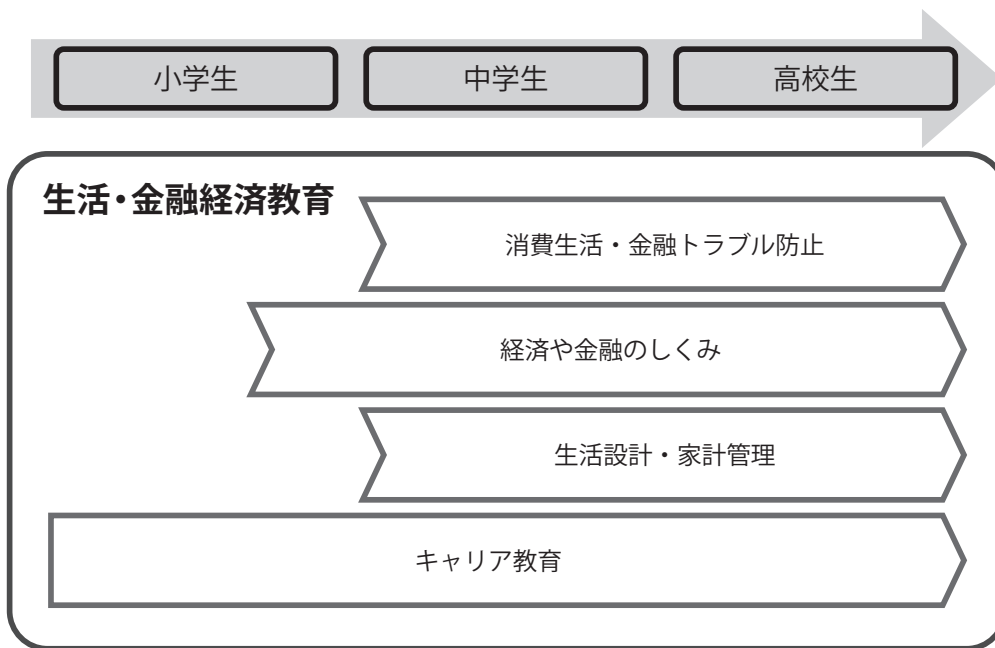 小学生
中学生
高校生
生活・金融経済教育
消費生活・金融トラブル防止
経済や金融のしくみ
生活設計・家計管理
キャリア教育